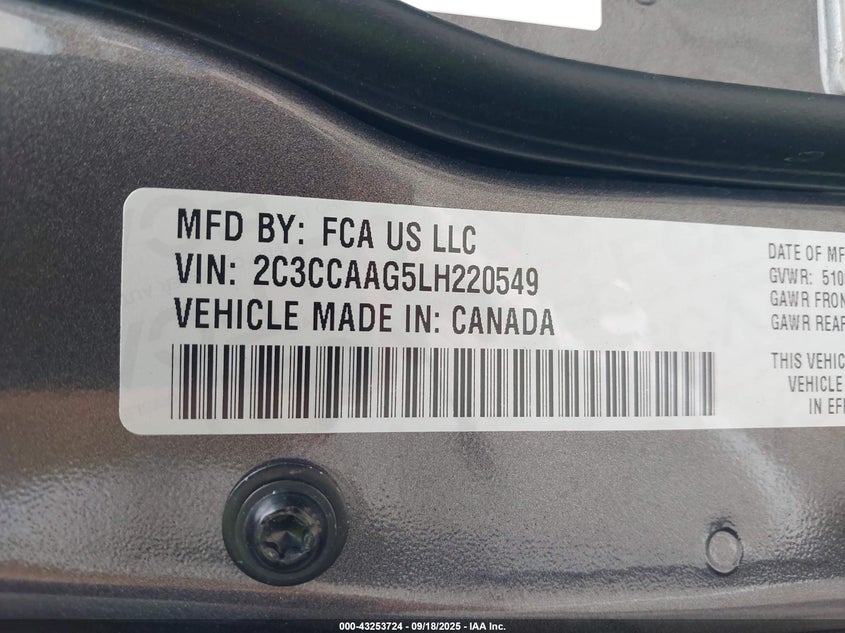 MFD BY: FCA US LLC
VIN: 2C3CCAAG5LH220549
VEHICLE MADE IN: CANADA
DATE OF MF
GVWR: 510
GAWR FRON
GAWR REAR
THIS VEHIC
VEHICLE
IN EF
000-43253724 - 09/18/2025 - IAA Inc.